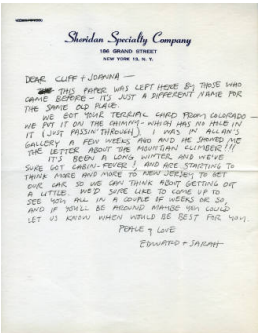 Sheridan Specialty Company
186 GRAND STREET
NEW YORK 13, N.Y.
DEAR CLIFF + JOANNA —
THIS PAPER WAS LEFT HERE BY THOSE WHO
CAME BEFORE — IT'S JUST A DIFFERENT NAME FOR
THE SAME OLD PLACE.
WE GOT YOUR TERRIAL CARD FROM COLORADO —
WE PUT IT ON THE CHIMNY — WHICH HAS A HOLE IN
IT (JUST PASSIN' THROUGH). I WAS IN ALLAN'S
GALLERY A FEW WEEKS AGO AND HE SHOWED ME
THE LETTER ABOUT THE MOUNTAIN CLIMBER!!!
IT'S BEEN A LONG, WINTER AND WE'VE
SURE GOT CABIN-FEVER!, AND ARE STARTING TO
THINK MORE AND MORE TO NEW JERSEY TO GET
OUR CAR SO WE CAN THINK ABOUT GETTING OUT
A LITTLE. WE'D SURE LIKE TO COME UP TO
SEE YOU ALL IN A COUPLE OF WEEKS OR SO,
AND IF YOU'LL BE AROUND MAYBE YOU COULD
LET US KNOW WHEN WOULD BE BEST FOR YOU.
PEACE & LOVE
EDWARD + SARAH